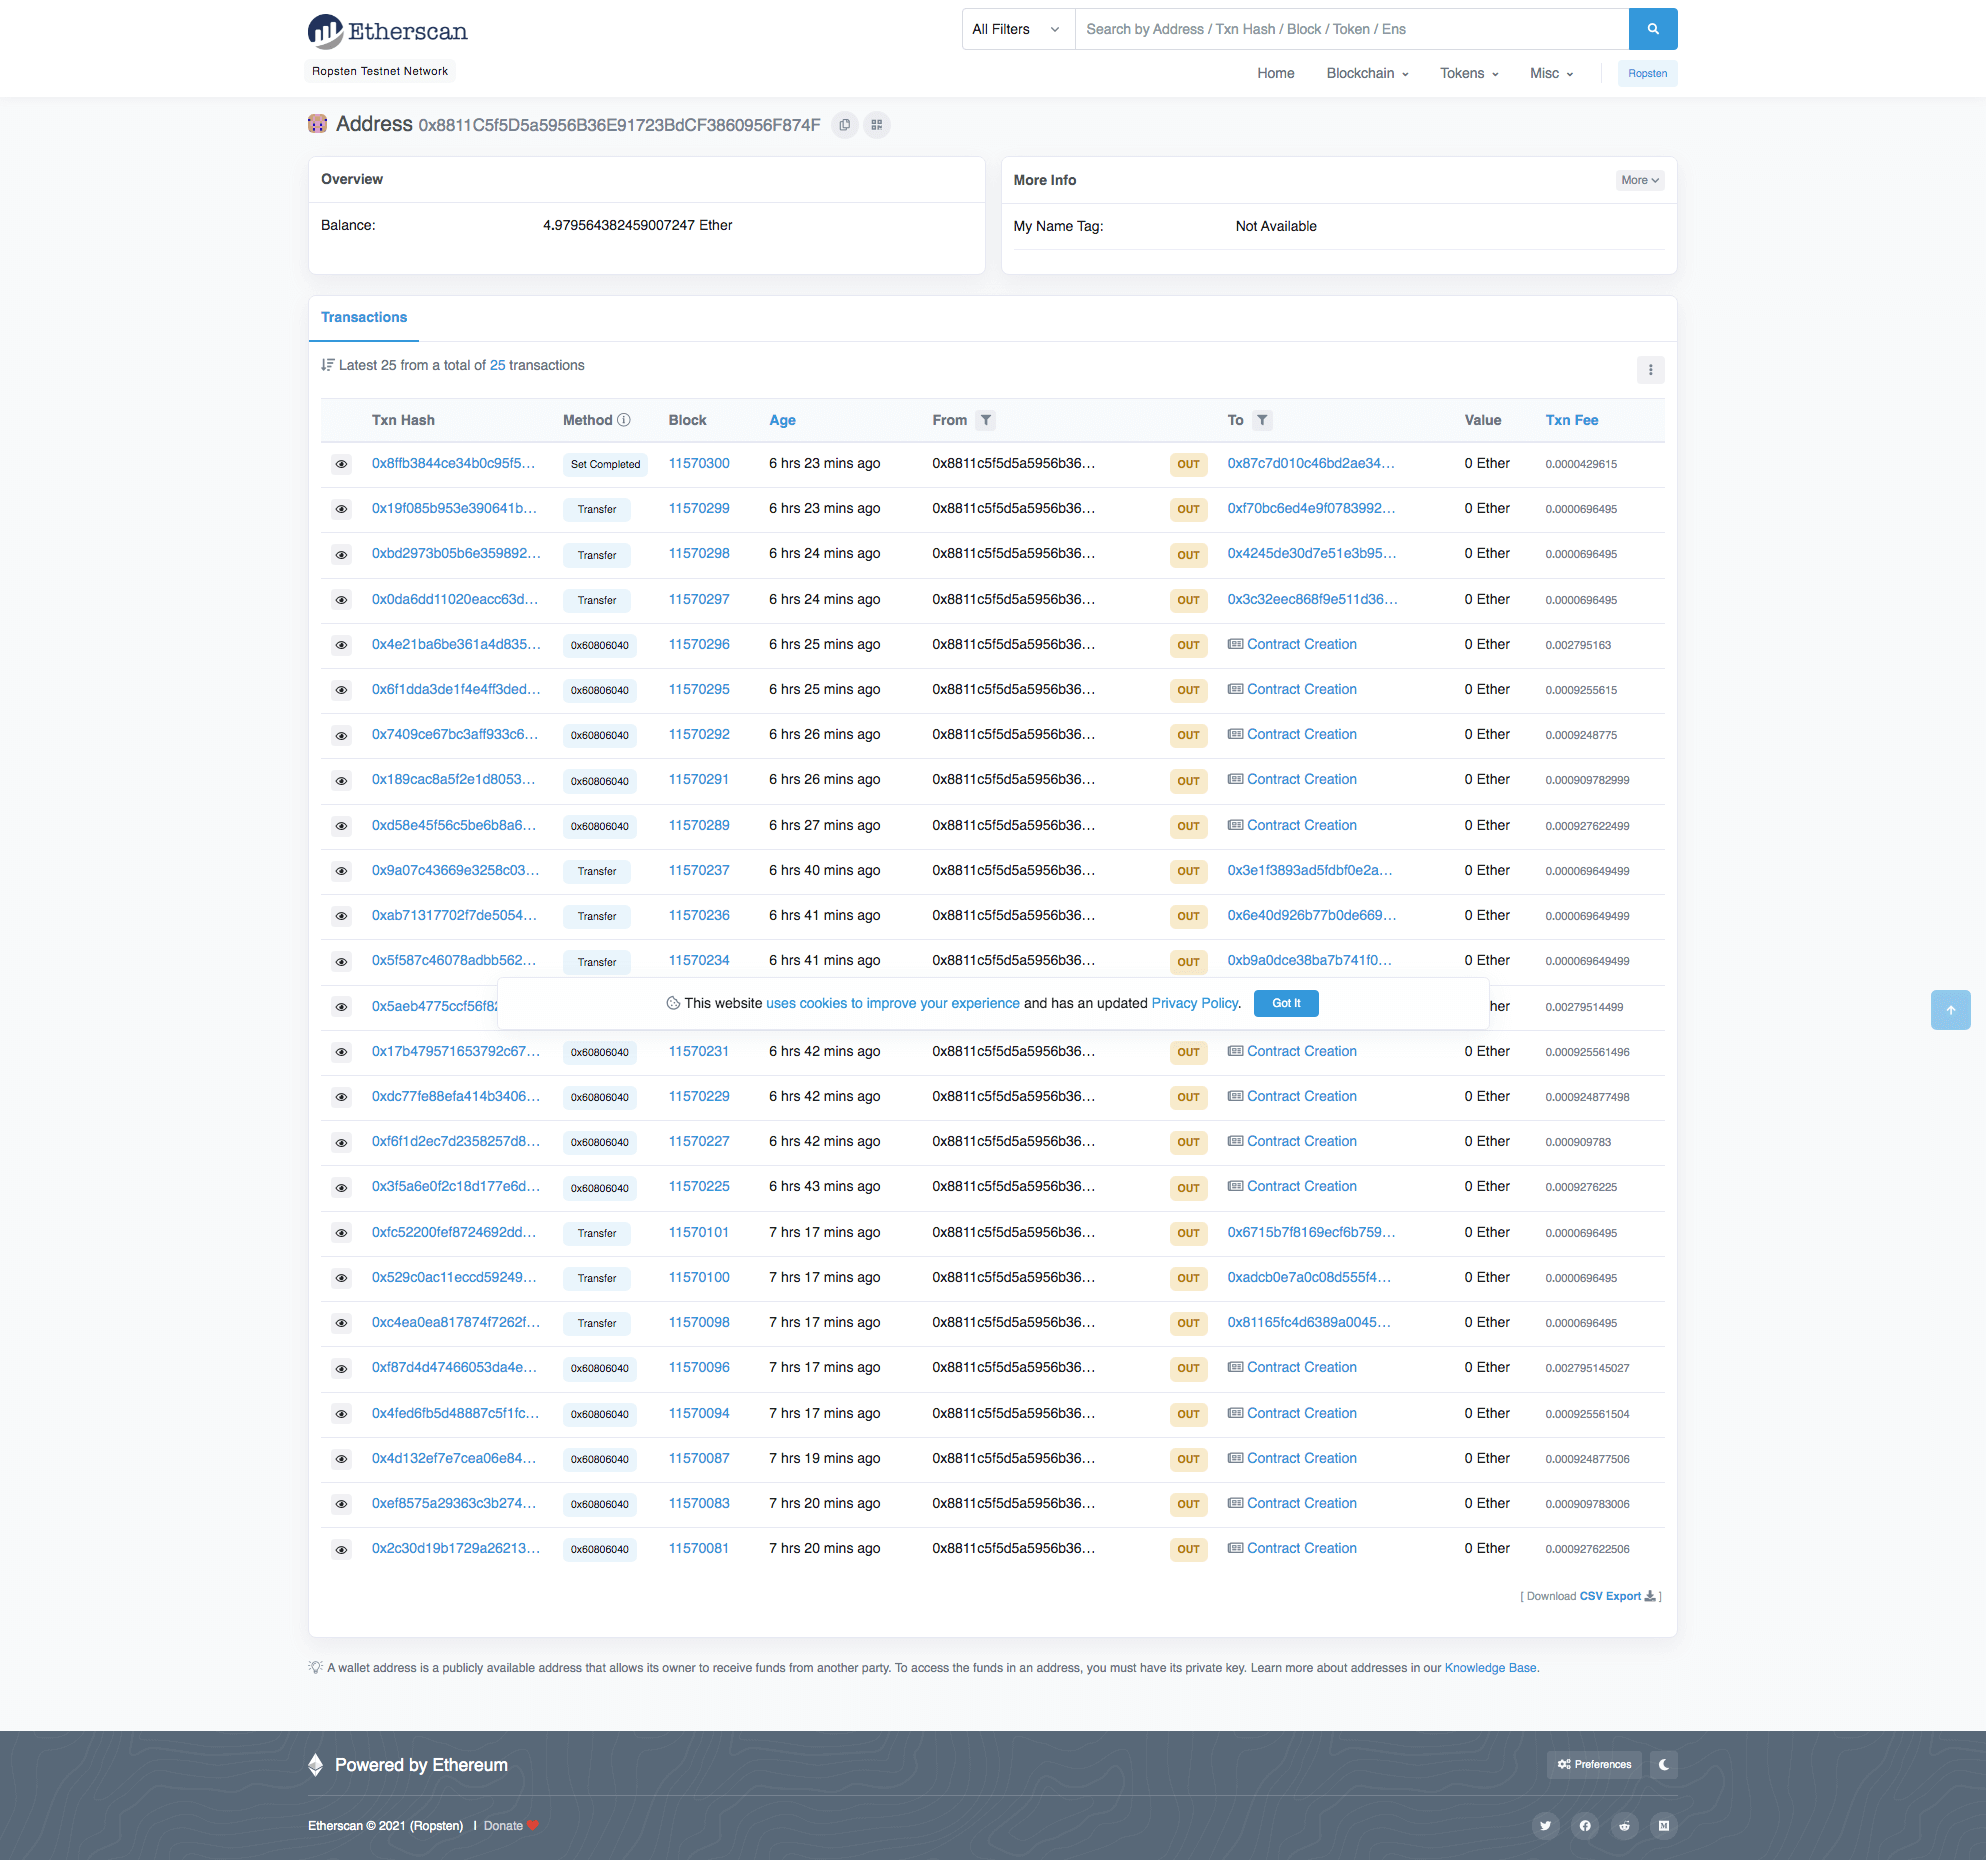 Etherscan
All Filters Search by Address / Txn Hash / Block / Token / Ens
Ropsten Testnet Network
Home Blockchain Tokens Misc Ropsten
Address 0x8811C5f5D5a5956B36E91723BdCF3860956F874F
Overview
Balance: 4.979564382459007247 Ether
More Info More
My Name Tag: Not Available
Transactions
Latest 25 from a total of 25 transactions
Txn Hash Method Block Age From To Value Txn Fee
0x8ffb3844ce34b0c95f5... Set Completed 11570300 6 hrs 23 mins ago 0x8811c5f5d5a5956b36... OUT 0x87c7d010c46bd2ae34... 0 Ether 0.0000429615
0x19f085b953e390641b... Transfer 11570299 6 hrs 23 mins ago 0x8811c5f5d5a5956b36... OUT 0xf70bc6ed4e9f0783992... 0 Ether 0.0000696495
0xbd2973b05b6e359892... Transfer 11570298 6 hrs 24 mins ago 0x8811c5f5d5a5956b36... OUT 0x4245de30d7e51e3b95... 0 Ether 0.0000696495
0x0da6dd11020eacc63d... Transfer 11570297 6 hrs 24 mins ago 0x8811c5f5d5a5956b36... OUT 0x3c32eec868f9e511d36... 0 Ether 0.0000696495
0x4e21ba6be361a4d835... 0x60806040 11570296 6 hrs 25 mins ago 0x8811c5f5d5a5956b36... OUT Contract Creation 0 Ether 0.002795163
0x6f1dda3de1f4e4ff3ded... 0x60806040 11570295 6 hrs 25 mins ago 0x8811c5f5d5a5956b36... OUT Contract Creation 0 Ether 0.0009255615
0x7409ce67bc3aff933c6... 0x60806040 11570292 6 hrs 26 mins ago 0x8811c5f5d5a5956b36... OUT Contract Creation 0 Ether 0.0009248775
0x189cac8a5f2e1d8053... 0x60806040 11570291 6 hrs 26 mins ago 0x8811c5f5d5a5956b36... OUT Contract Creation 0 Ether 0.000909782999
0xd58e45f56c5be6b8a6... 0x60806040 11570289 6 hrs 27 mins ago 0x8811c5f5d5a5956b36... OUT Contract Creation 0 Ether 0.000927622499
0x9a07c43669e3258c03... Transfer 11570237 6 hrs 40 mins ago 0x8811c5f5d5a5956b36... OUT 0x3e1f3893ad5fdbf0e2a... 0 Ether 0.000069649499
0xab71317702f7de5054... Transfer 11570236 6 hrs 41 mins ago 0x8811c5f5d5a5956b36... OUT 0x6e40d926b77b0de669... 0 Ether 0.000069649499
0x5f587c46078adbb562... Transfer 11570234 6 hrs 41 mins ago 0x8811c5f5d5a5956b36... OUT 0xb9a0dce38ba7b741f0... 0 Ether 0.000069649499
0x5aeb4775ccf56f82 her 0.00279514499
This website uses cookies to improve your experience and has an updated Privacy Policy. Got It
0x17b479571653792c67... 0x60806040 11570231 6 hrs 42 mins ago 0x8811c5f5d5a5956b36... OUT Contract Creation 0 Ether 0.000925561496
0xdc77fe88efa414b3406... 0x60806040 11570229 6 hrs 42 mins ago 0x8811c5f5d5a5956b36... OUT Contract Creation 0 Ether 0.000924877498
0xf6f1d2ec7d2358257d8... 0x60806040 11570227 6 hrs 42 mins ago 0x8811c5f5d5a5956b36... OUT Contract Creation 0 Ether 0.000909783
0x3f5a6e0f2c18d177e6d... 0x60806040 11570225 6 hrs 43 mins ago 0x8811c5f5d5a5956b36... OUT Contract Creation 0 Ether 0.0009276225
0xfc52200fef8724692dd... Transfer 11570101 7 hrs 17 mins ago 0x8811c5f5d5a5956b36... OUT 0x6715b7f8169ecf6b759... 0 Ether 0.0000696495
0x529c0ac11eccd59249... Transfer 11570100 7 hrs 17 mins ago 0x8811c5f5d5a5956b36... OUT 0xadcb0e7a0c08d555f4... 0 Ether 0.0000696495
0xc4ea0ea817874f7262f... Transfer 11570098 7 hrs 17 mins ago 0x8811c5f5d5a5956b36... OUT 0x81165fc4d6389a0045... 0 Ether 0.0000696495
0xf87d4d47466053da4e... 0x60806040 11570096 7 hrs 17 mins ago 0x8811c5f5d5a5956b36... OUT Contract Creation 0 Ether 0.002795145027
0x4fed6fb5d48887c5f1fc... 0x60806040 11570094 7 hrs 17 mins ago 0x8811c5f5d5a5956b36... OUT Contract Creation 0 Ether 0.000925561504
0x4d132ef7e7cea06e84... 0x60806040 11570087 7 hrs 19 mins ago 0x8811c5f5d5a5956b36... OUT Contract Creation 0 Ether 0.000924877506
0xef8575a29363c3b274... 0x60806040 11570083 7 hrs 20 mins ago 0x8811c5f5d5a5956b36... OUT Contract Creation 0 Ether 0.000909783006
0x2c30d19b1729a26213... 0x60806040 11570081 7 hrs 20 mins ago 0x8811c5f5d5a5956b36... OUT Contract Creation 0 Ether 0.000927622506
[ Download CSV Export ]
A wallet address is a publicly available address that allows its owner to receive funds from another party. To access the funds in an address, you must have its private key. Learn more about addresses in our Knowledge Base.
Powered by Ethereum Preferences
Etherscan © 2021 (Ropsten) | Donate